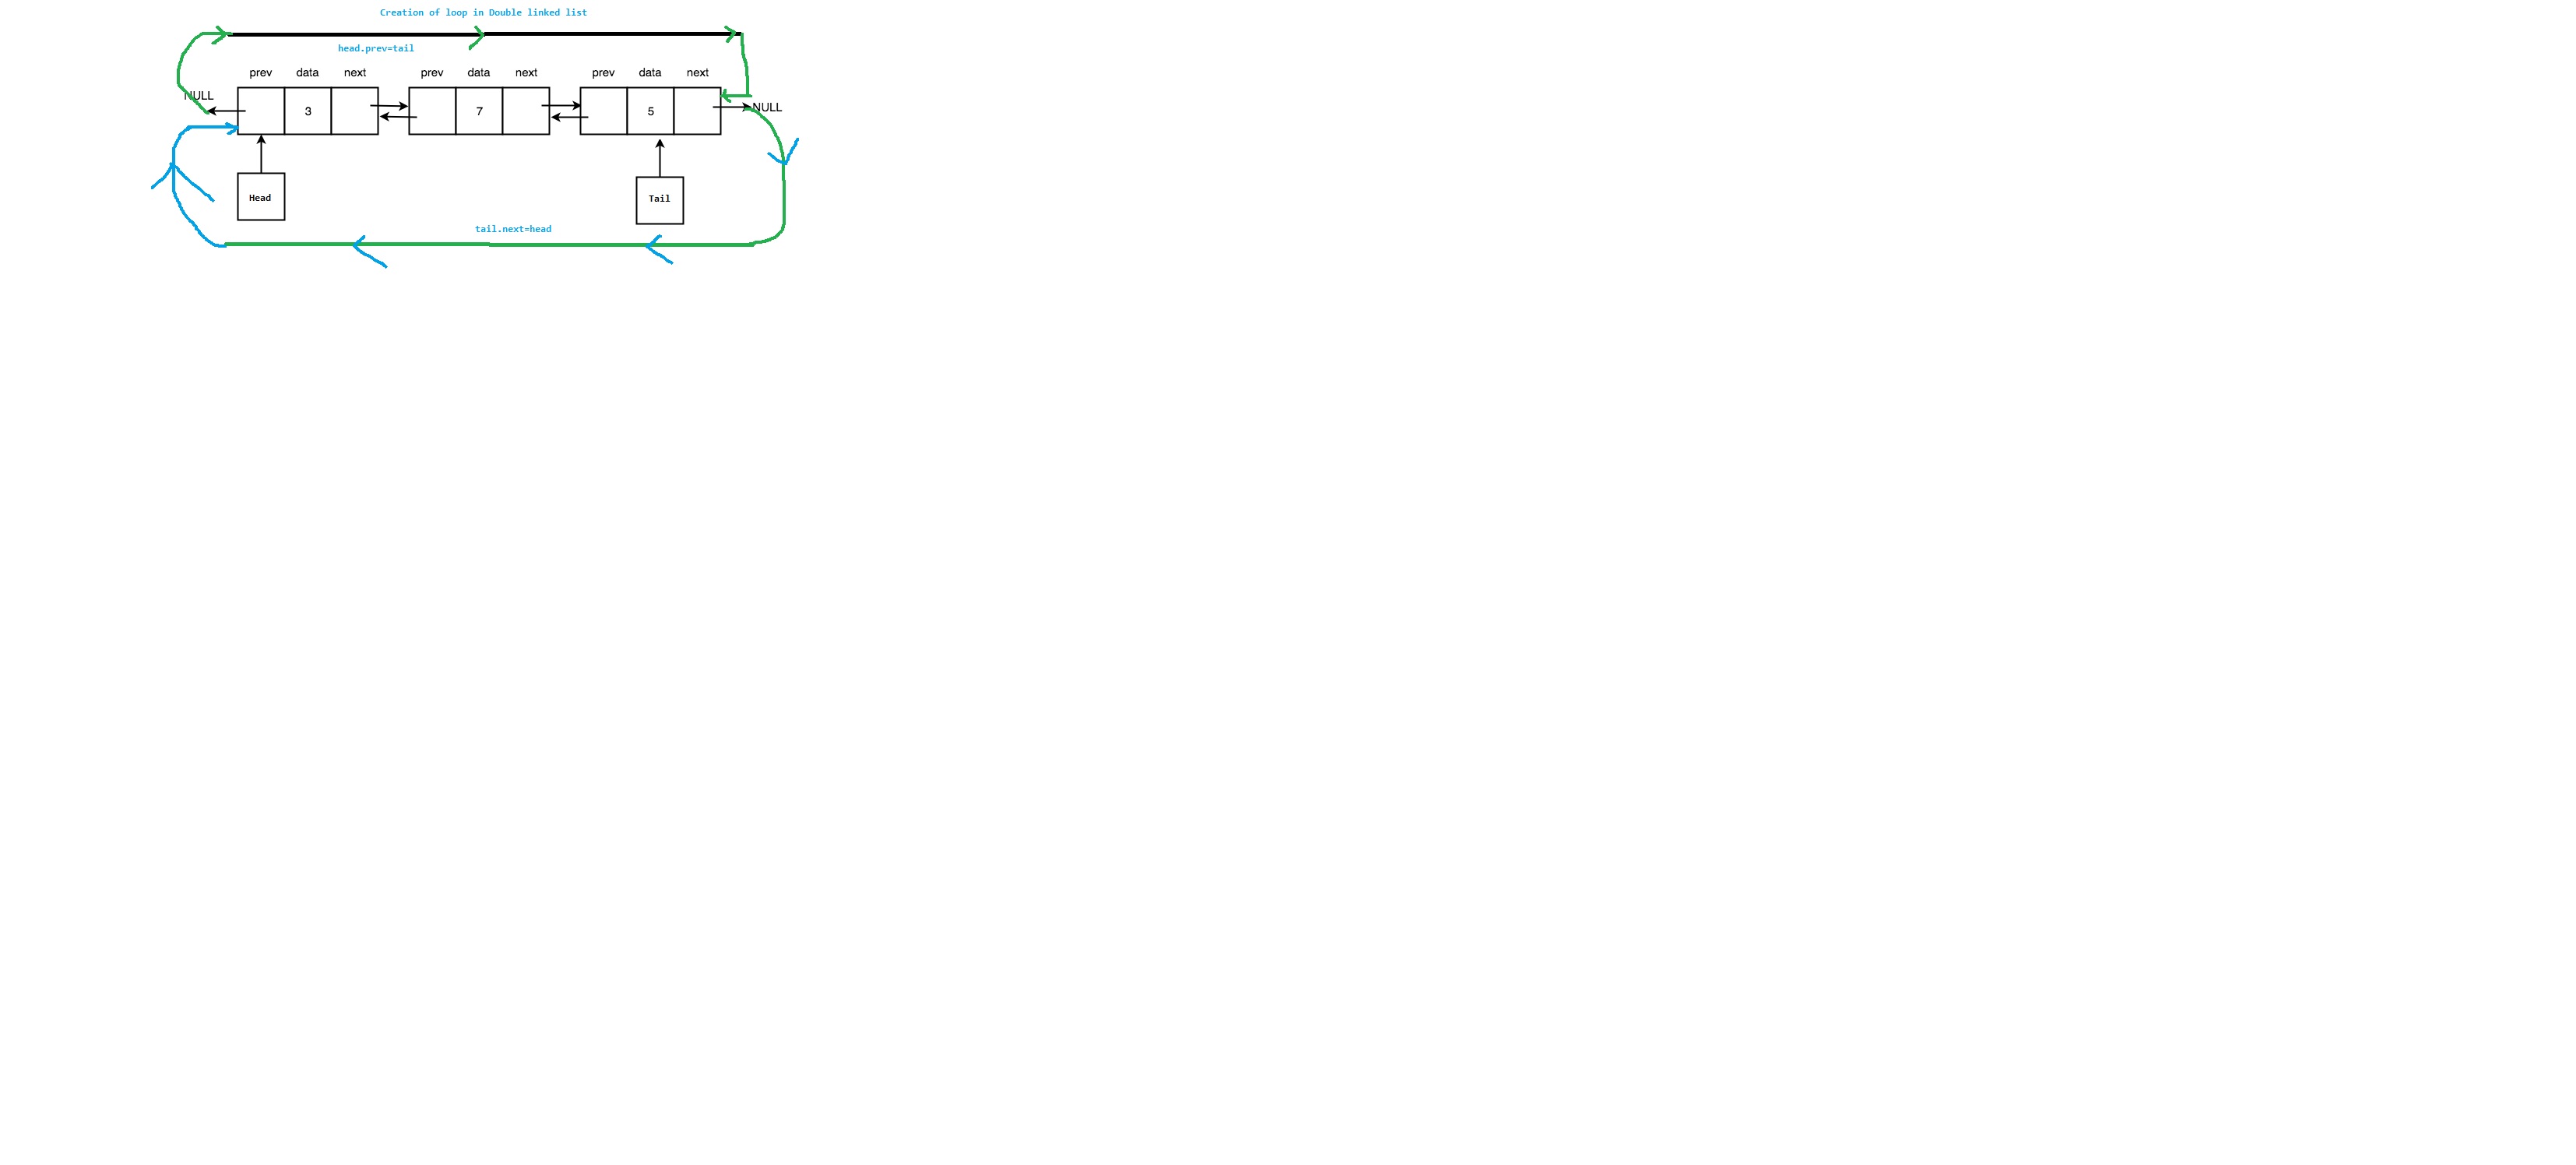 Creation of loop in Double linked list
head.prev=tail
prev data next prev data next prev data next
NULL
3 7 5
NULL
Head
Tail
tail.next=head